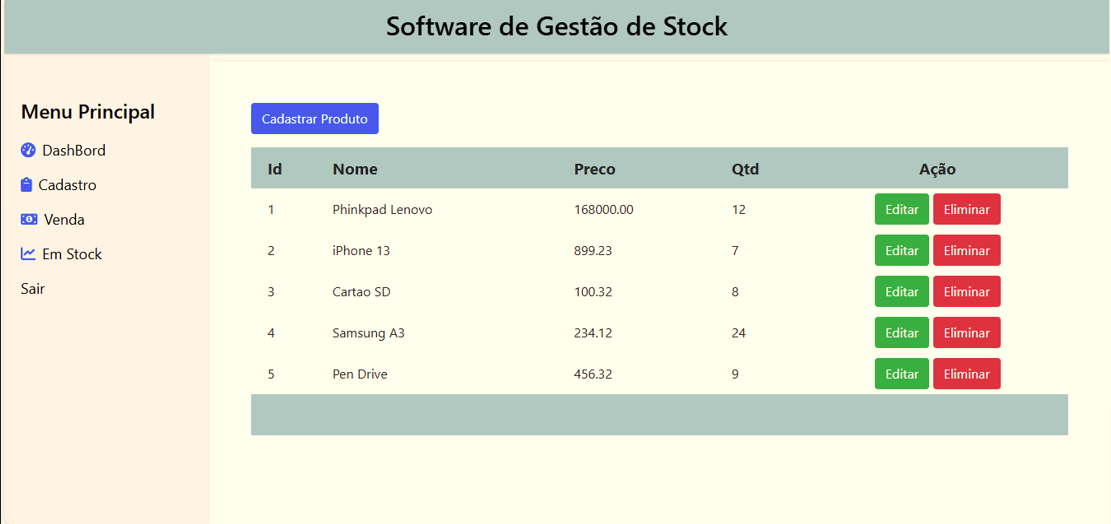 Software de Gestão de Stock
Menu Principal
DashBord
Cadastro
Venda
Em Stock
Sair
Cadastrar Produto
Id Nome Preco Qtd Ação
1 Phinkpad Lenovo 168000.00 12 Editar Eliminar
2 iPhone 13 899.23 7 Editar Eliminar
3 Cartao SD 100.32 8 Editar Eliminar
4 Samsung A3 234.12 24 Editar Eliminar
5 Pen Drive 456.32 9 Editar Eliminar